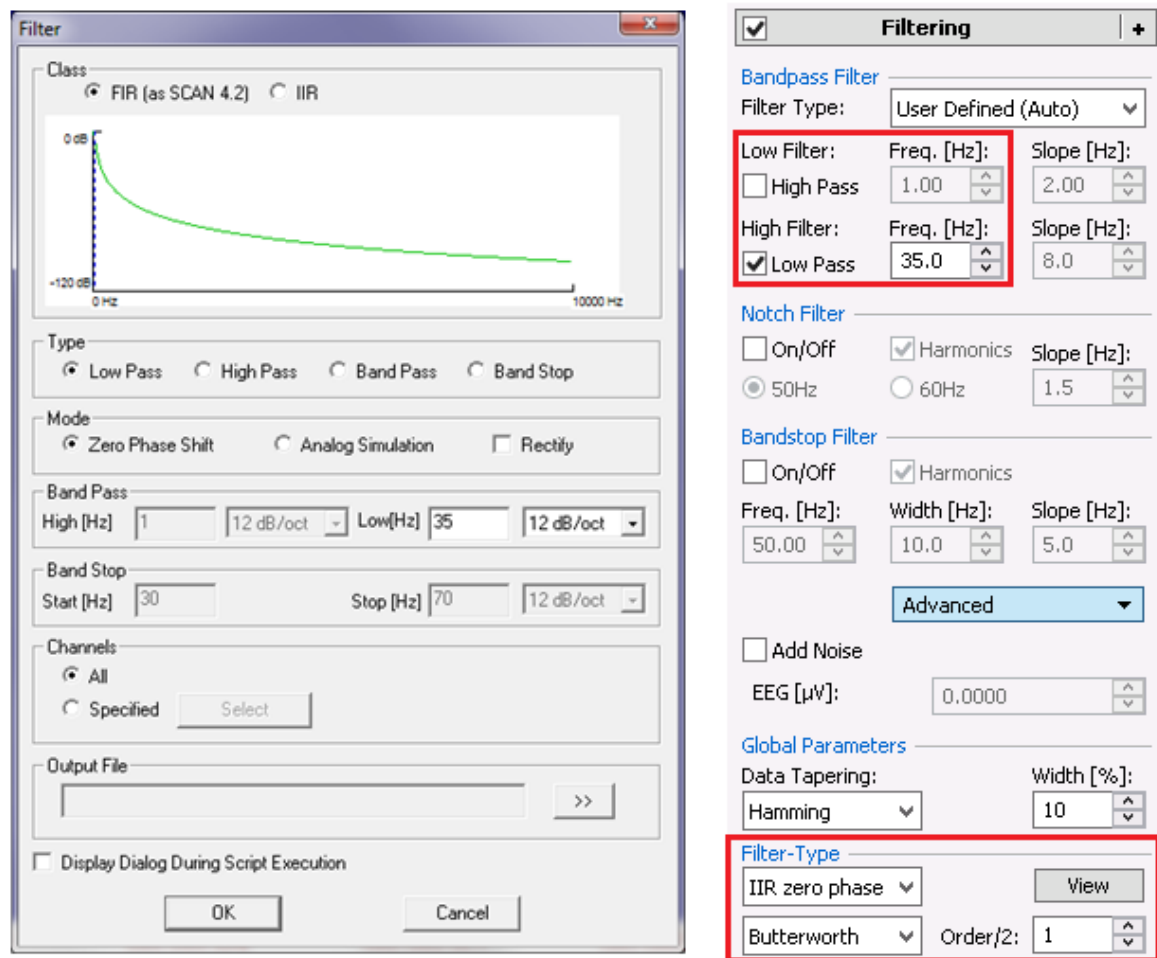 Filter
Class
FIR (as SCAN 4.2) IIR
0 dB
-120 dB
0 Hz 10000 Hz
Type
Low Pass High Pass Band Pass Band Stop
Mode
Zero Phase Shift Analog Simulation Rectify
Band Pass
High [Hz] 1 12 dB/oct Low[Hz] 35 12 dB/oct
Band Stop
Start [Hz] 30 Stop [Hz] 70 12 dB/oct
Channels
All
Specified Select
Output File
>>
Display Dialog During Script Execution
OK Cancel
Filtering +
Bandpass Filter
Filter Type: User Defined (Auto)
Low Filter: Freq. [Hz]: Slope [Hz]:
High Pass 1.00 2.00
High Filter: Freq. [Hz]: Slope [Hz]:
Low Pass 35.0 8.0
Notch Filter
On/Off Harmonics Slope [Hz]:
50Hz 60Hz 1.5
Bandstop Filter
On/Off Harmonics
Freq. [Hz]: Width [Hz]: Slope [Hz]:
50.00 10.0 5.0
Advanced
Add Noise
EEG [µV]: 0.0000
Global Parameters
Data Tapering: Width [%]:
Hamming 10
Filter-Type
IIR zero phase View
Butterworth Order/2: 1